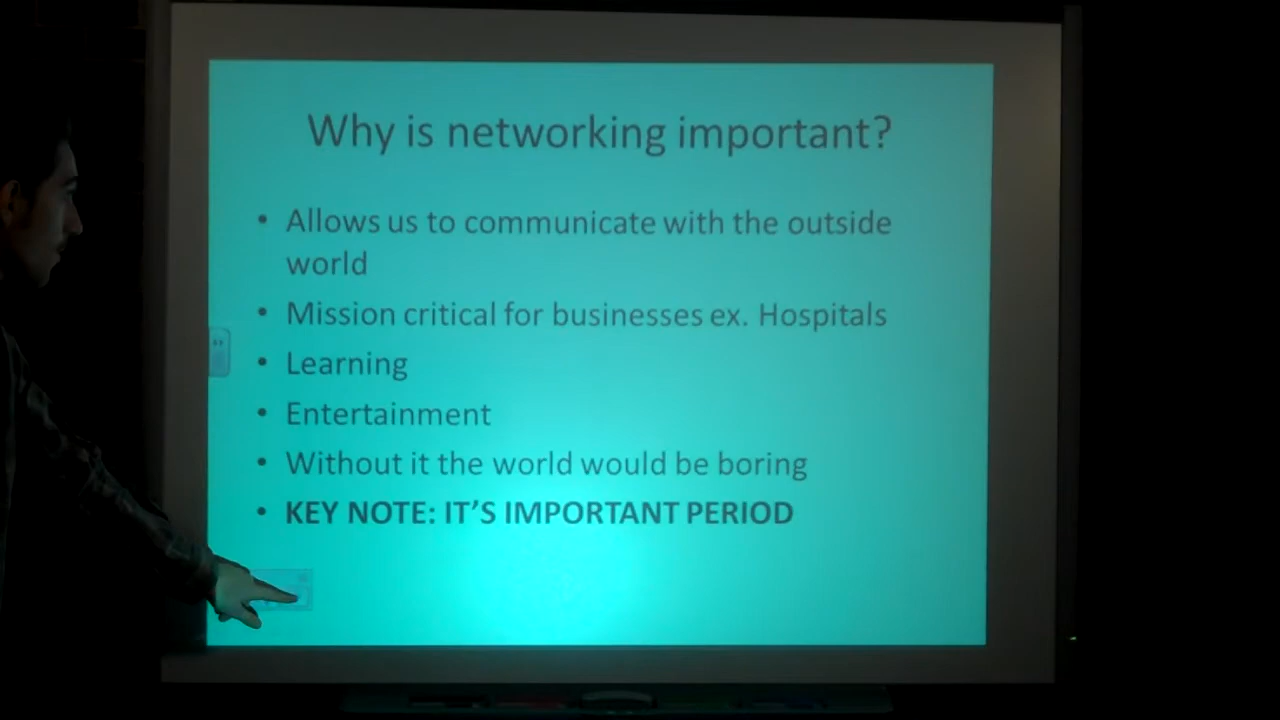 Why is networking important?
• Allows us to communicate with the outside
world
• Mission critical for businesses ex. Hospitals
• Learning
• Entertainment
• Without it the world would be boring
• KEY NOTE: IT'S IMPORTANT PERIOD